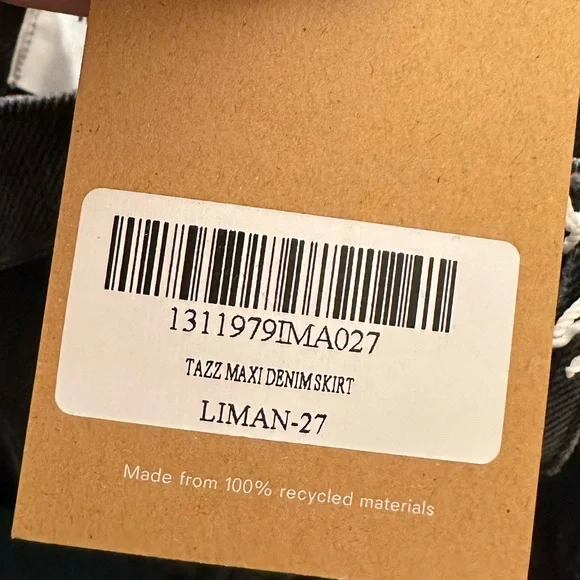 1311979IMA027
TAZZ MAXI DENIM SKIRT
LIMAN-27
Made from 100% recycled materials